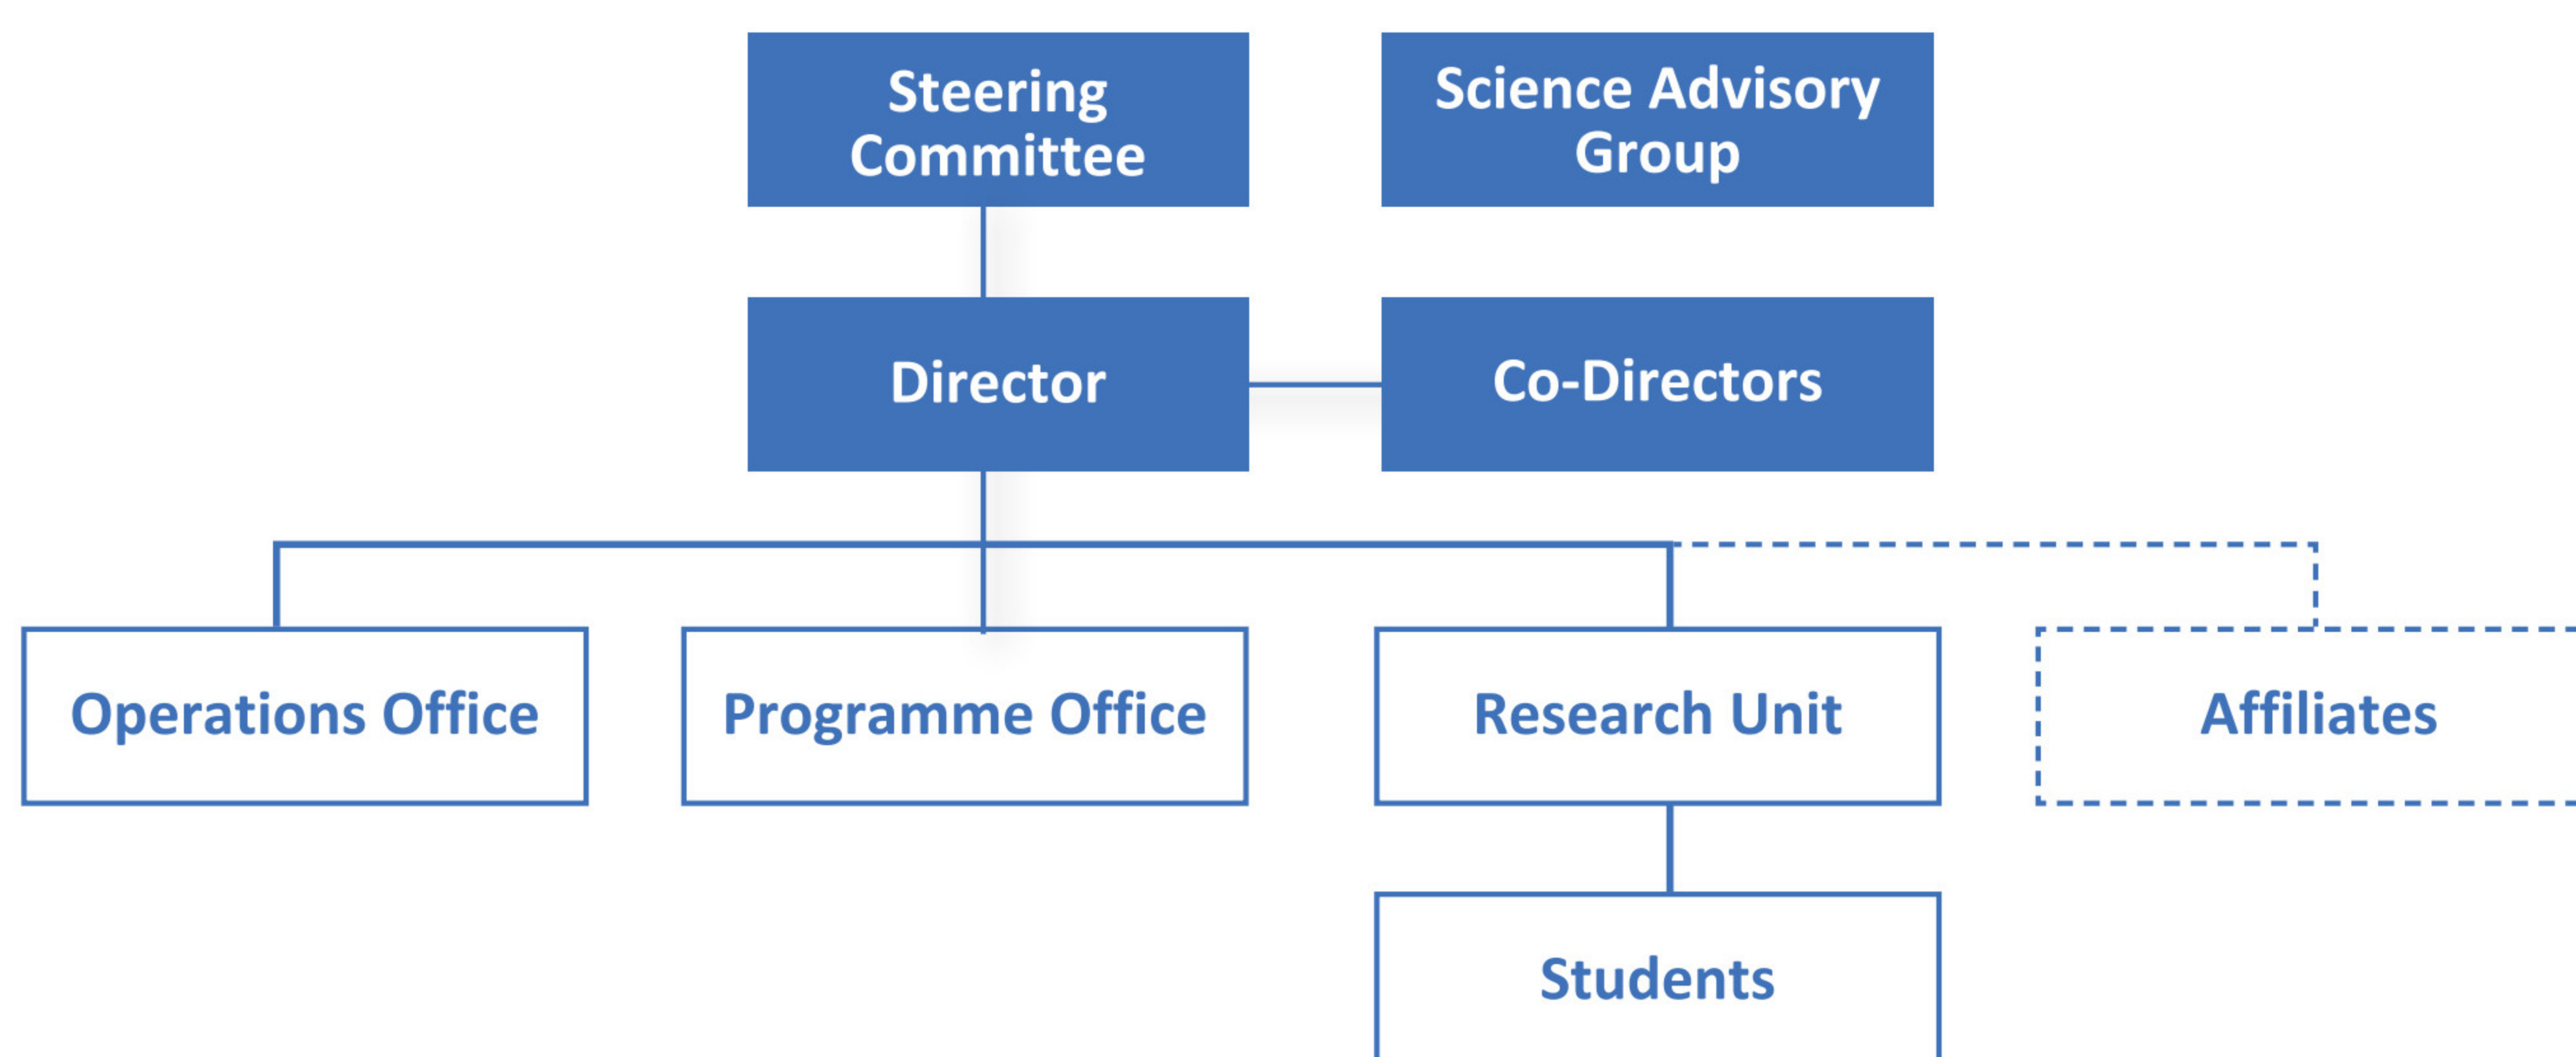 Steering
Committee
Science Advisory
Group
Director
Co-Directors
Operations Office
Programme Office
Research Unit
Affiliates
Students